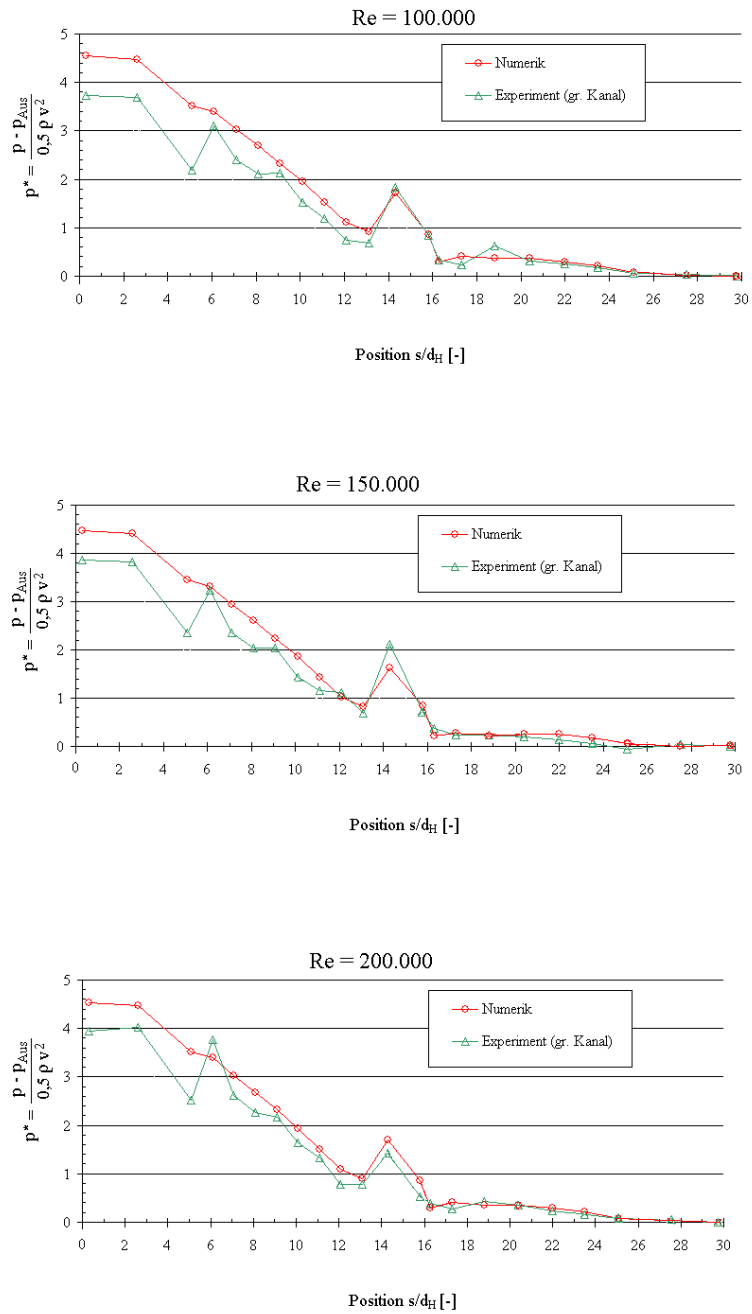 Re = 100.000
5
4
3
2
1
0
p* = p - pAus / 0,5 ρ v²
Numerik
Experiment (gr. Kanal)
0 2 4 6 8 10 12 14 16 18 20 22 24 26 28 30
Position s/dH [-]
Re = 150.000
5
4
3
2
1
0
p* = p - pAus / 0,5 ρ v²
Numerik
Experiment (gr. Kanal)
0 2 4 6 8 10 12 14 16 18 20 22 24 26 28 30
Position s/dH [-]
Re = 200.000
5
4
3
2
1
0
p* = p - pAus / 0,5 ρ v²
Numerik
Experiment (gr. Kanal)
0 2 4 6 8 10 12 14 16 18 20 22 24 26 28 30
Position s/dH [-]